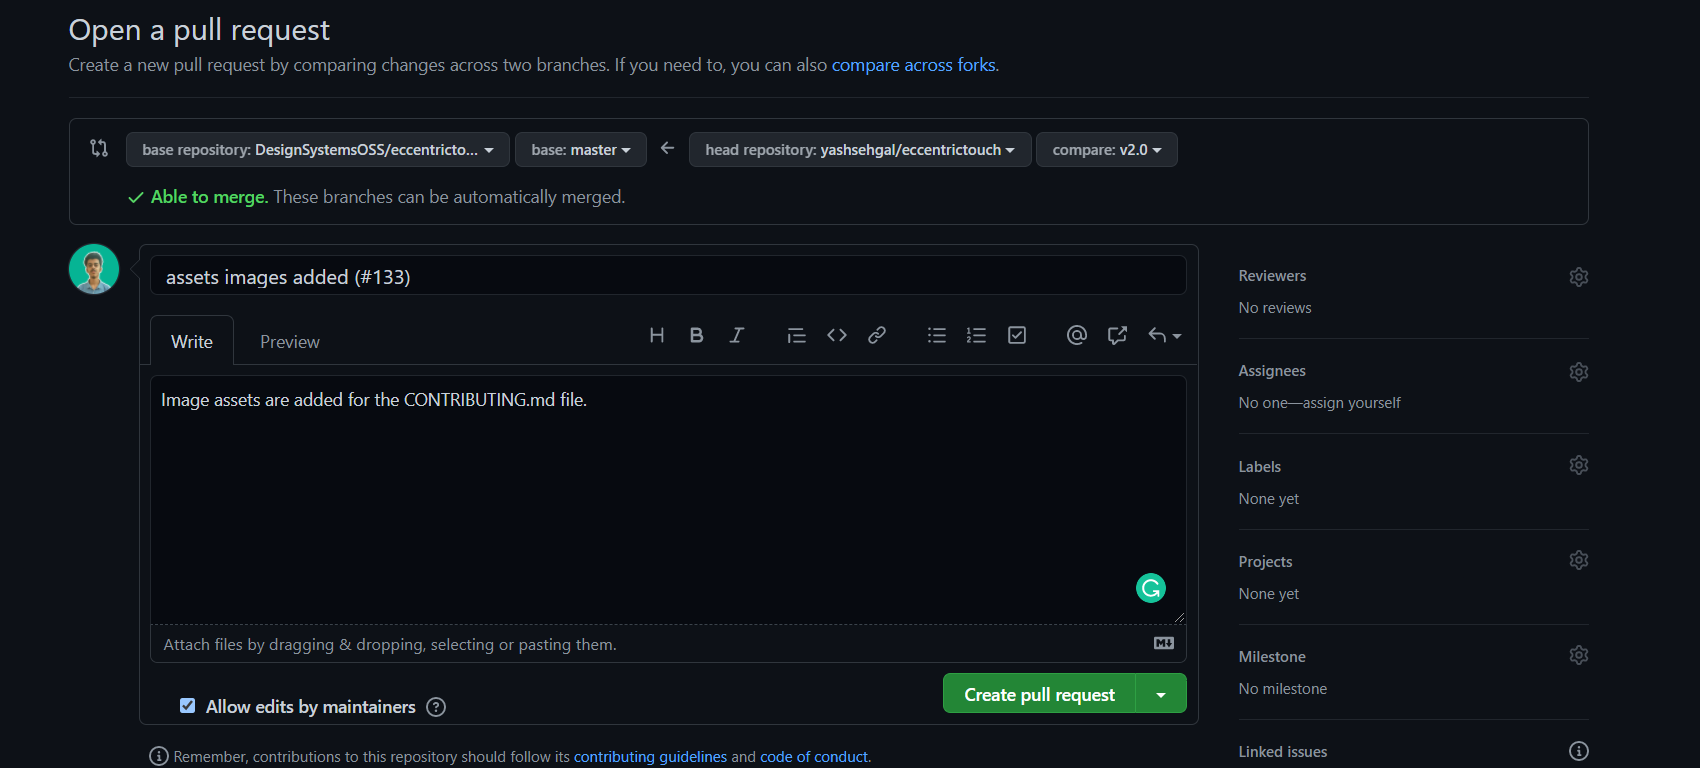 Open a pull request
Create a new pull request by comparing changes across two branches. If you need to, you can also compare across forks.
base repository: DesignSystemsOSS/eccentricto... base: master head repository: yashsehgal/eccentrictouch compare: v2.0
Able to merge. These branches can be automatically merged.
assets images added (#133)
Write Preview
Image assets are added for the CONTRIBUTING.md file.
Attach files by dragging & dropping, selecting or pasting them.
Allow edits by maintainers
Create pull request
Remember, contributions to this repository should follow its contributing guidelines and code of conduct.
Reviewers
No reviews
Assignees
No one—assign yourself
Labels
None yet
Projects
None yet
Milestone
No milestone
Linked issues